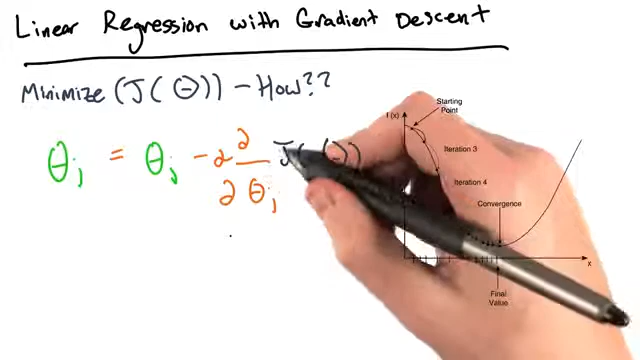 Linear Regression with Gradient Descent
Minimize (J(Θ)) - How??
θj = θj - α ∂/∂θj J(Θ)
f (x)
Starting
Point
Iteration 3
Iteration 4
Convergence
x
Final
Value